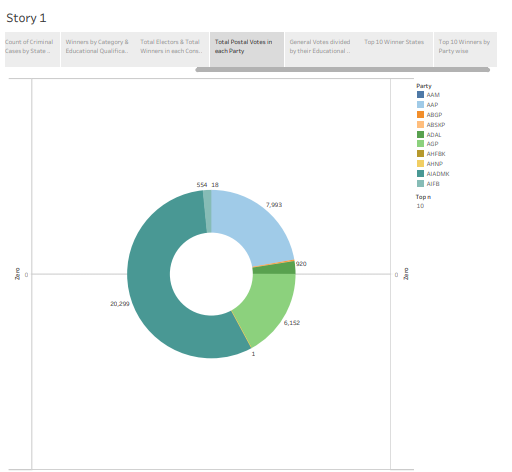 Story 1
Count of Criminal
Cases by State ..
Winners by Category &
Educational Qualifica..
Total Electors & Total
Winners in each Cons..
Total Postal Votes in
each Party
General Votes divided
by their Educational ..
Top 10 Winner States
Top 10 Winners by
Party wise
Party
AAM
AAP
ABGP
ABSKP
ADAL
AGP
AHFBK
AHNP
AIADMK
AIFB
Top n
10
554
18
7,993
920
6,152
1
20,299
Zero
0
0
Zero